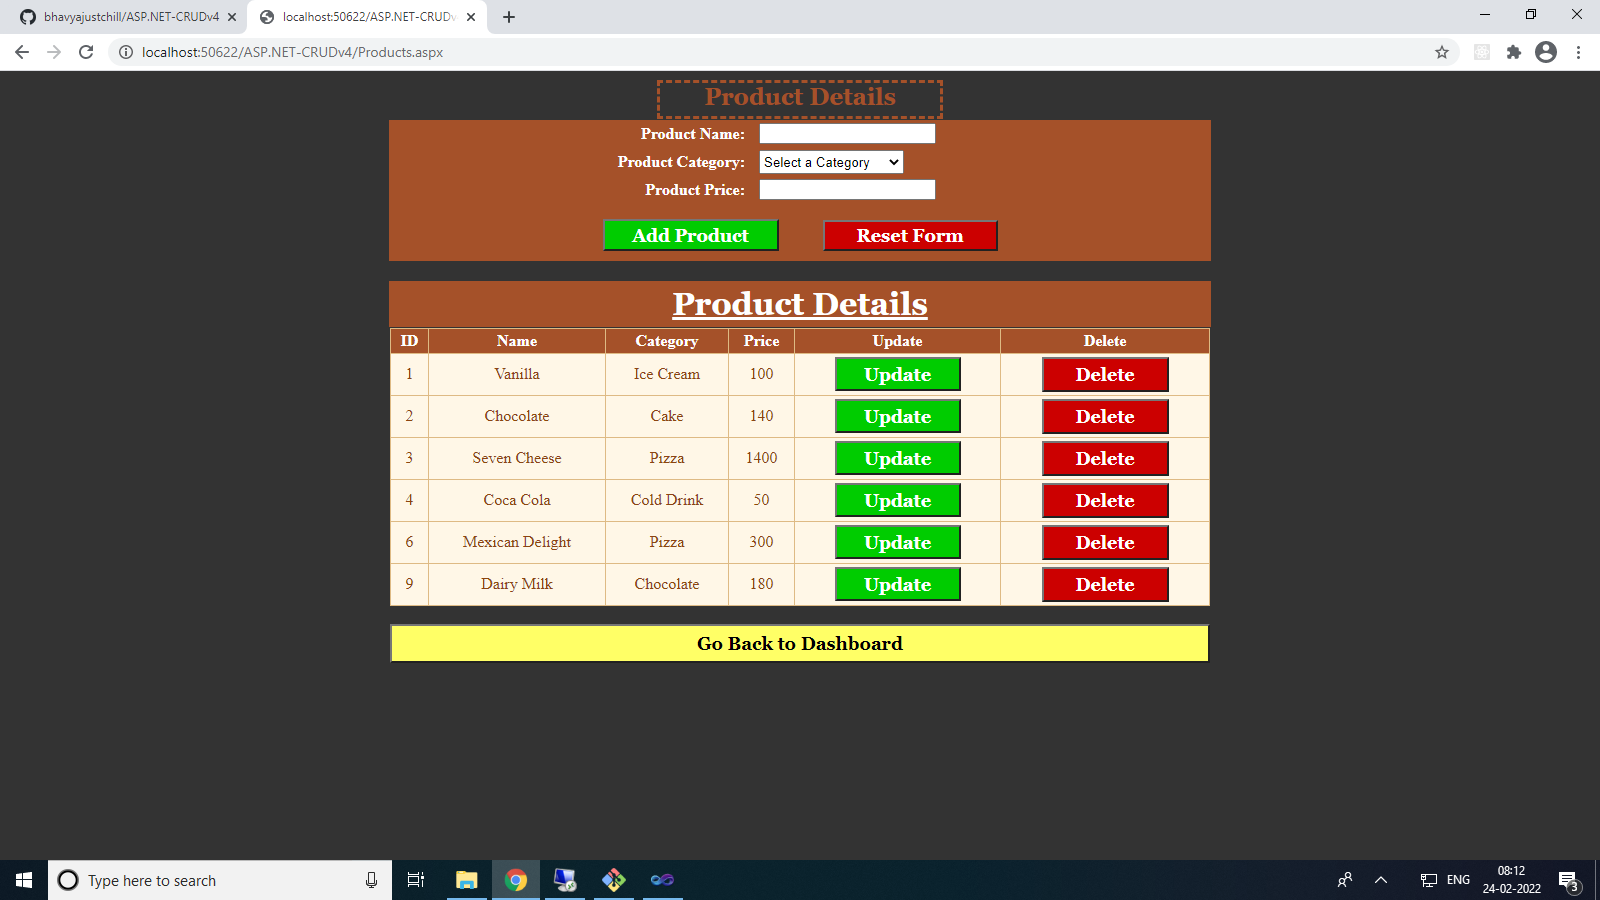 bhavyajustchill/ASP.NET-CRUDv4
localhost:50622/ASP.NET-CRUDv
localhost:50622/ASP.NET-CRUDv4/Products.aspx
Product Details
Product Name:
Product Category: Select a Category
Product Price:
Add Product Reset Form
Product Details
ID Name Category Price Update Delete
1 Vanilla Ice Cream 100 Update Delete
2 Chocolate Cake 140 Update Delete
3 Seven Cheese Pizza 1400 Update Delete
4 Coca Cola Cold Drink 50 Update Delete
6 Mexican Delight Pizza 300 Update Delete
9 Dairy Milk Chocolate 180 Update Delete
Go Back to Dashboard
Type here to search
ENG
08:12
24-02-2022
3